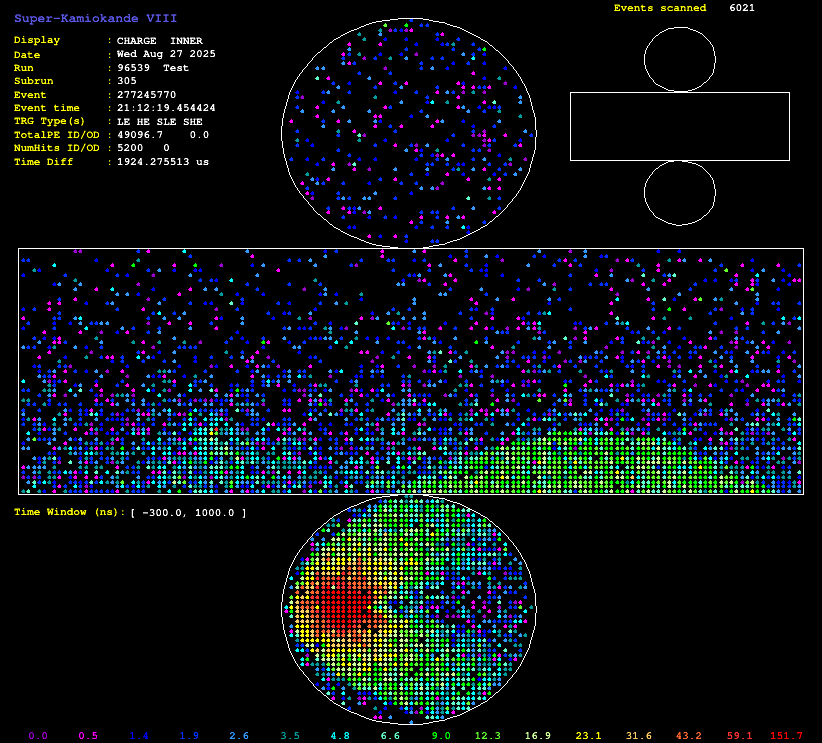 Super-Kamiokande VIII
Events scanned 6021
Display : CHARGE INNER
Date : Wed Aug 27 2025
Run : 96539 Test
Subrun : 305
Event : 277245770
Event time : 21:12:19.454424
TRG Type(s) : LE HE SLE SHE
TotalPE ID/OD : 49096.7 0.0
NumHits ID/OD : 5200 0
Time Diff : 1924.275513 us
Time Window (ns): [ -300.0, 1000.0 ]
0.0 0.5 1.4 1.9 2.6 3.5 4.8 6.6 9.0 12.3 16.9 23.1 31.6 43.2 59.1 151.7